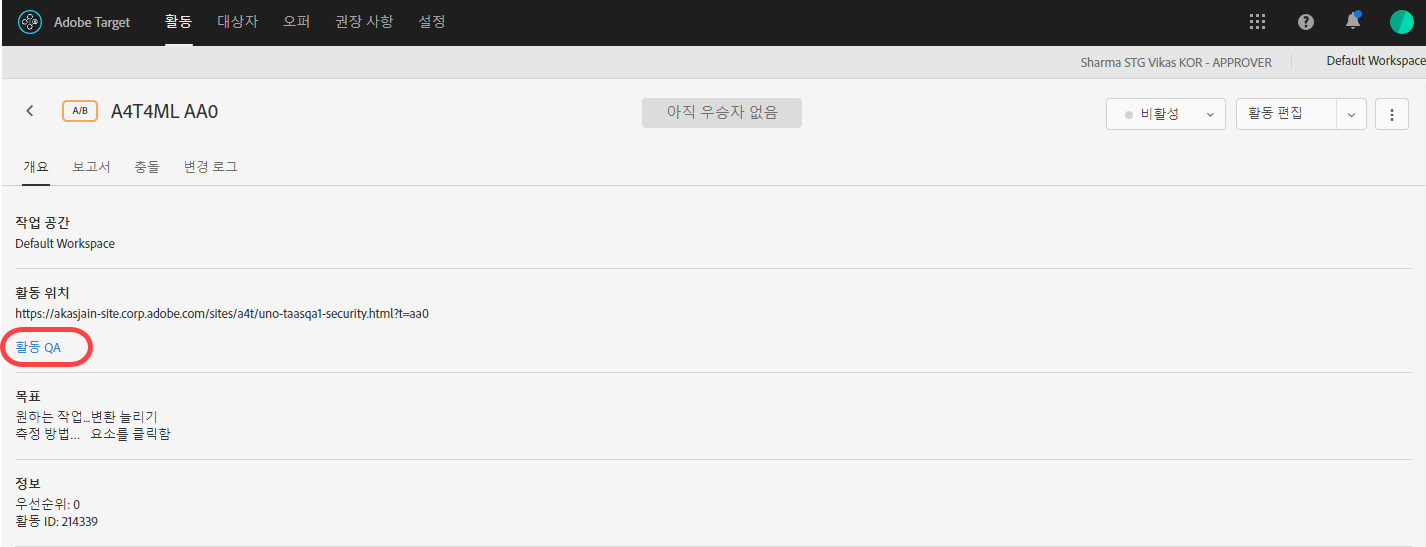 Adobe Target 활동 대상자 오퍼 권장 사항 설정
Sharma STG Vikas KOR - APPROVER Default Workspace
A/B A4T4ML AA0 아직 우승자 없음 비활성 활동 편집
개요 보고서 충돌 변경 로그
작업 공간
Default Workspace
활동 위치
https://akasjain-site.corp.adobe.com/sites/a4t/uno-taasqa1-security.html?t=aa0
활동 QA
목표
원하는 작업...변환 늘리기
측정 방법... 요소를 클릭함
정보
우선순위: 0
활동 ID: 214339